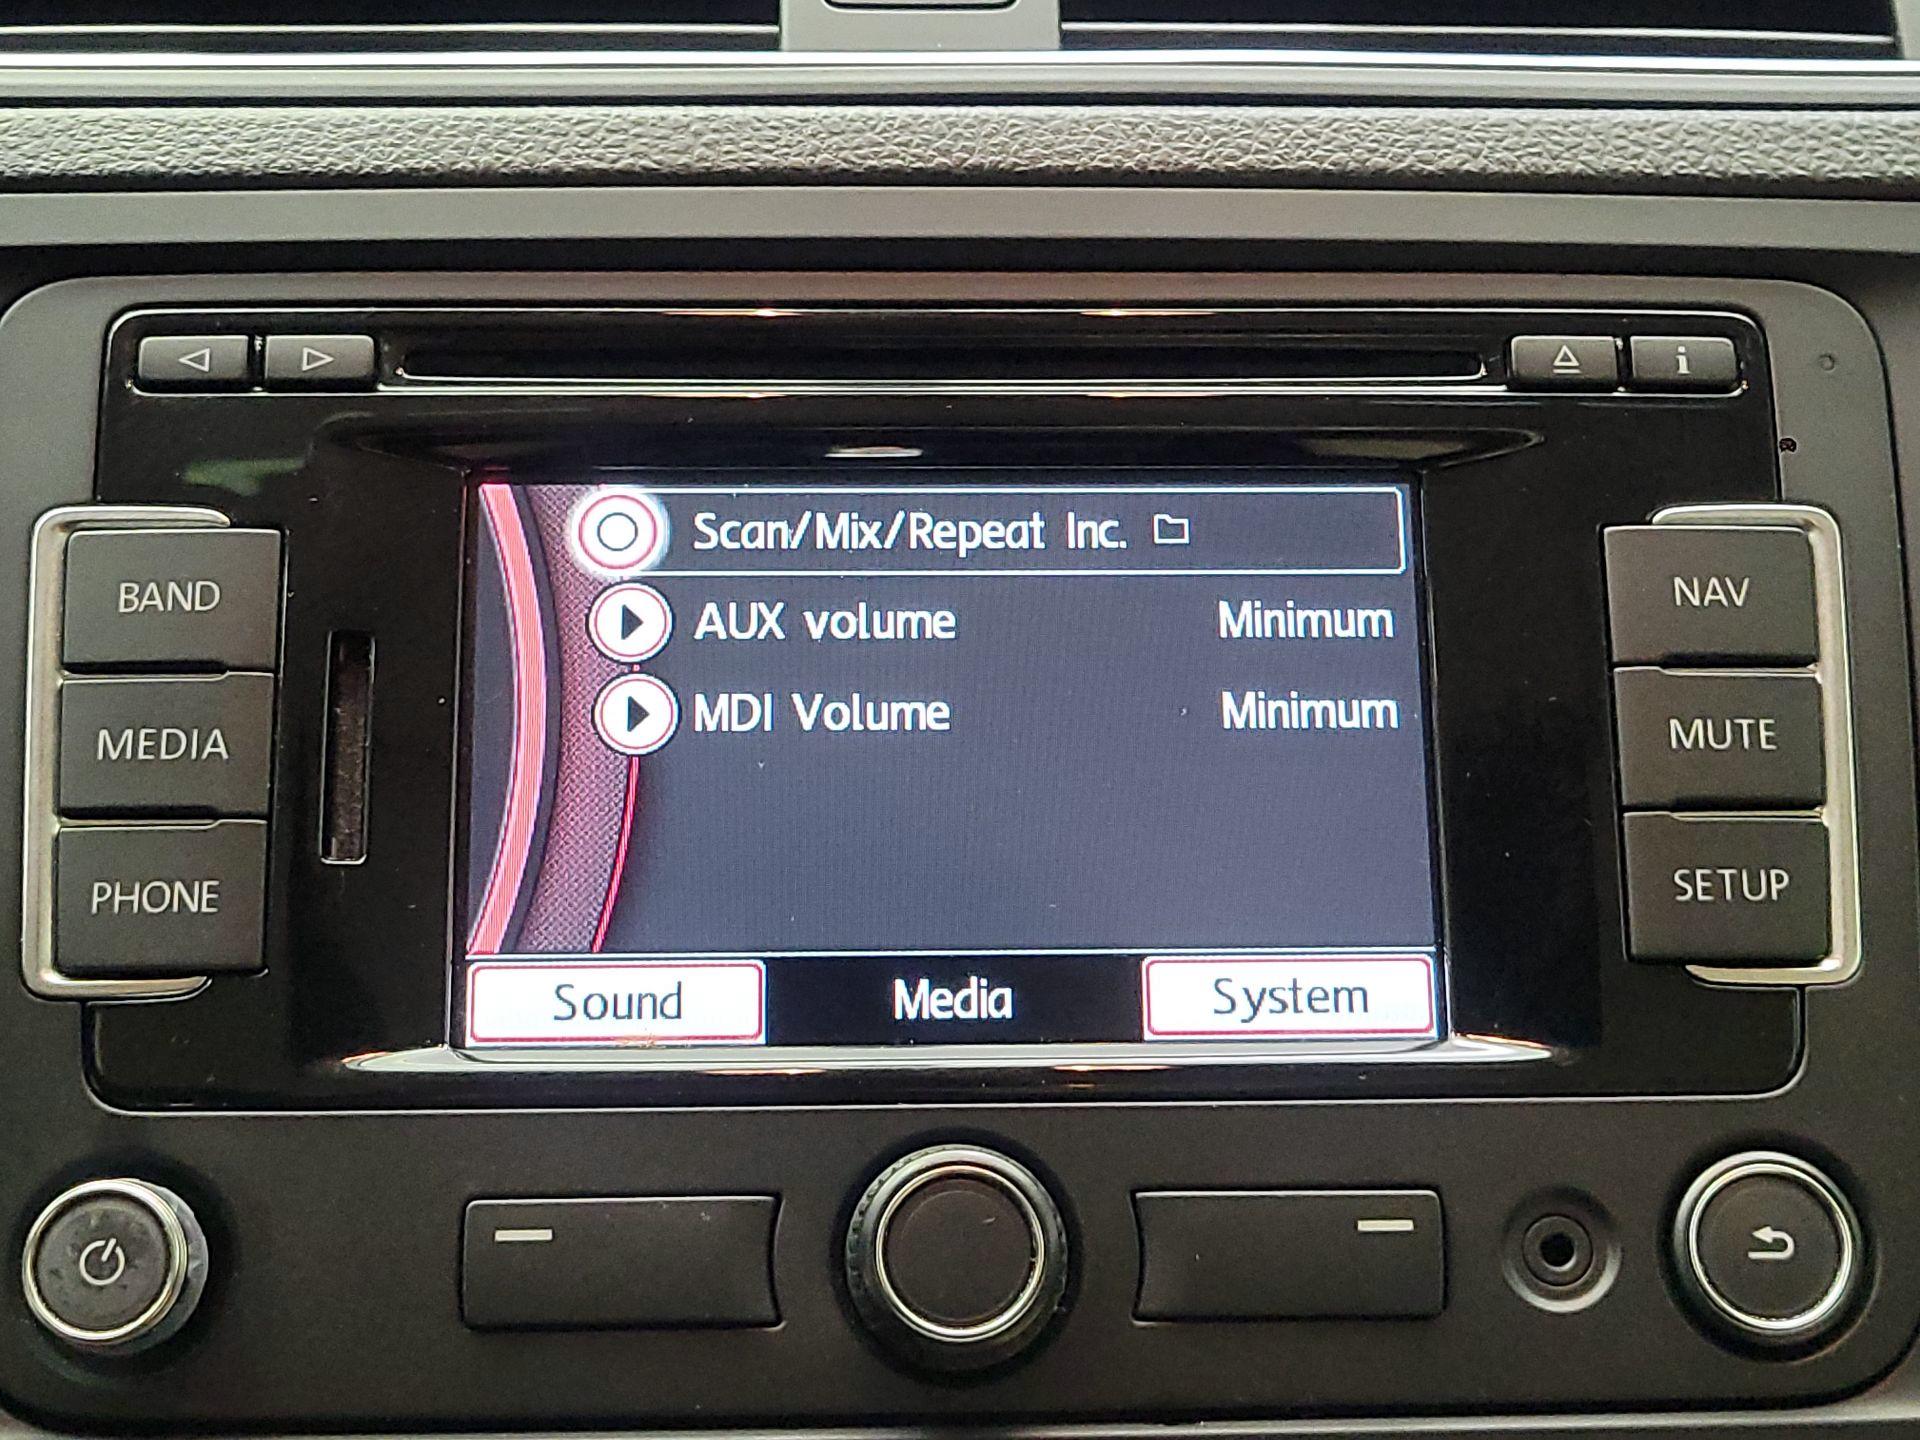 i
Scan/Mix/Repeat Inc.
AUX volume Minimum
MDI Volume Minimum
Sound Media System
BAND
MEDIA
PHONE
NAV
MUTE
SETUP